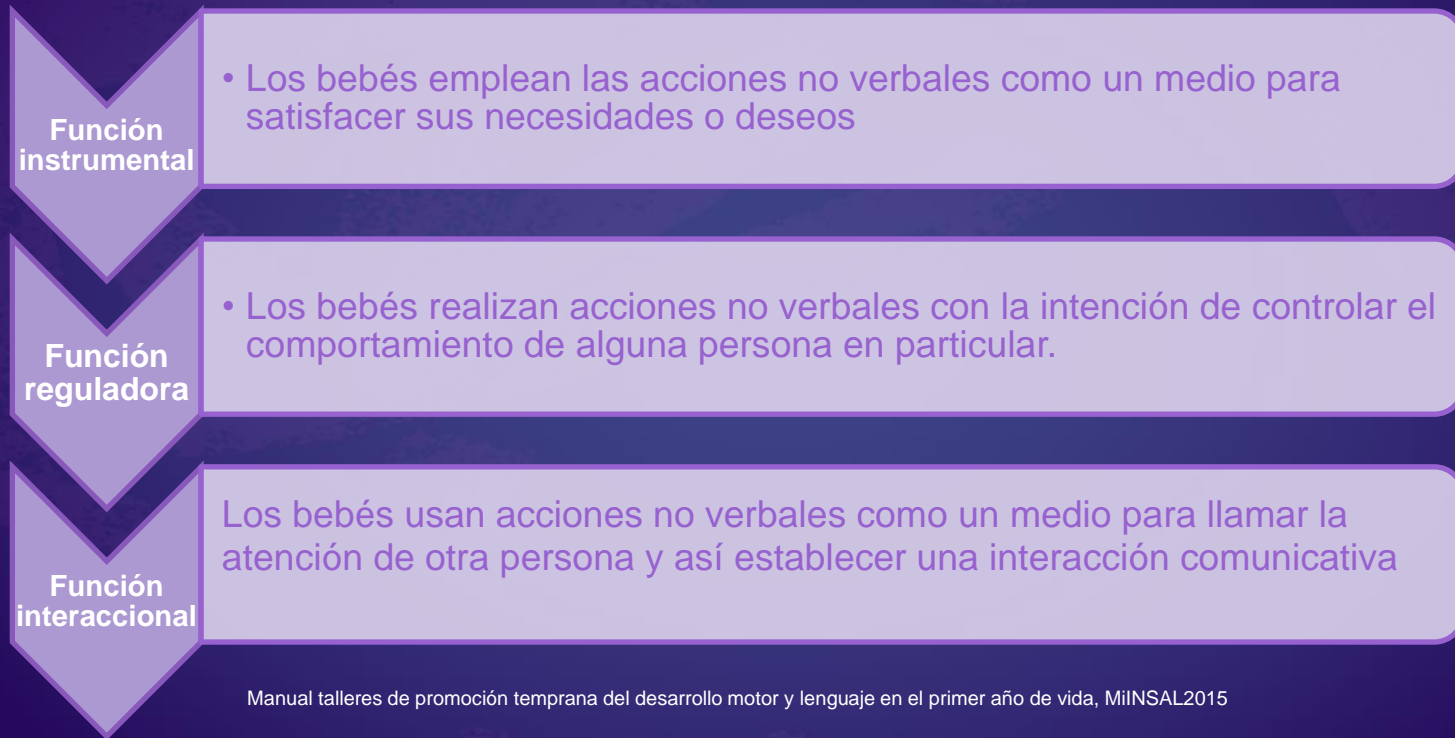 Función
instrumental
• Los bebés emplean las acciones no verbales como un medio para
satisfacer sus necesidades o deseos
Función
reguladora
• Los bebés realizan acciones no verbales con la intención de controlar el
comportamiento de alguna persona en particular.
Función
interaccional
Los bebés usan acciones no verbales como un medio para llamar la
atención de otra persona y así establecer una interacción comunicativa
Manual talleres de promoción temprana del desarrollo motor y lenguaje en el primer año de vida, MiINSAL2015